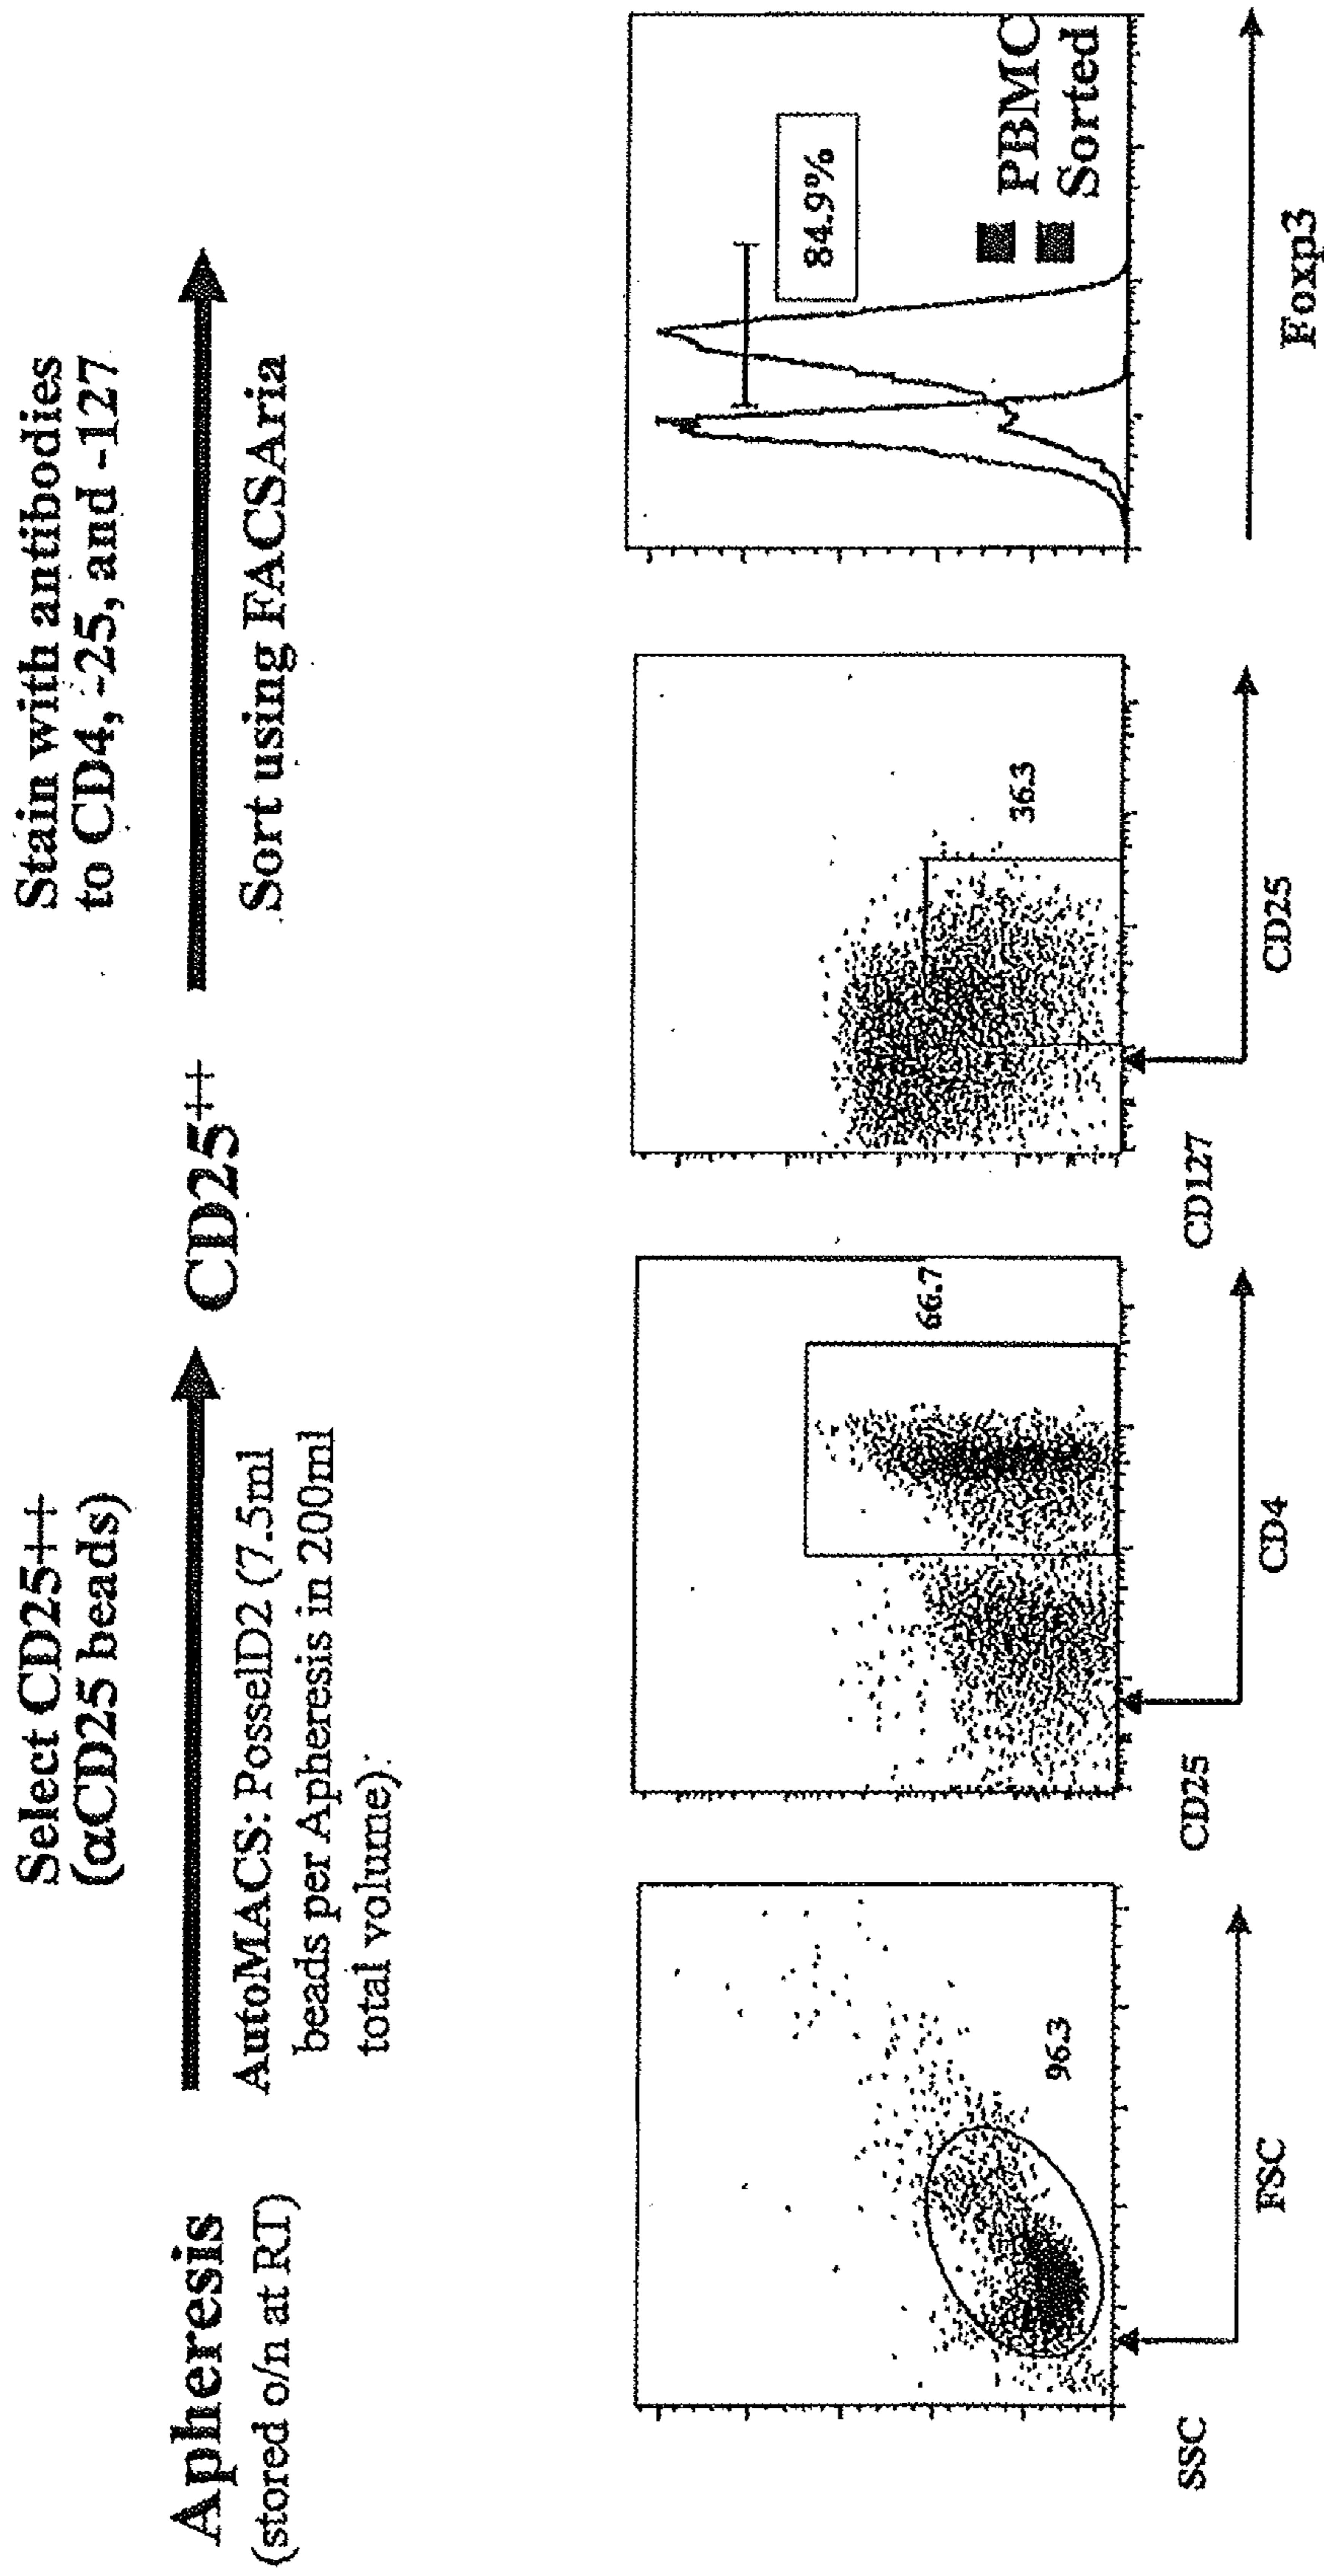 Select CD25++
(αCD25 beads)
Stain with antibodies
to CD4, -25, and -127
Apheresis
(stored o/n at RT)
CD25++
AutoMACS: PosselD2 (7.5ml
beads per Apheresis in 200ml
total volume)
Sort using FACSAria
96.3
SSC
FSC
66.7
CD25
CD4
36.3
CD127
CD25
84.9%
PBMC
Sorted
Foxp3